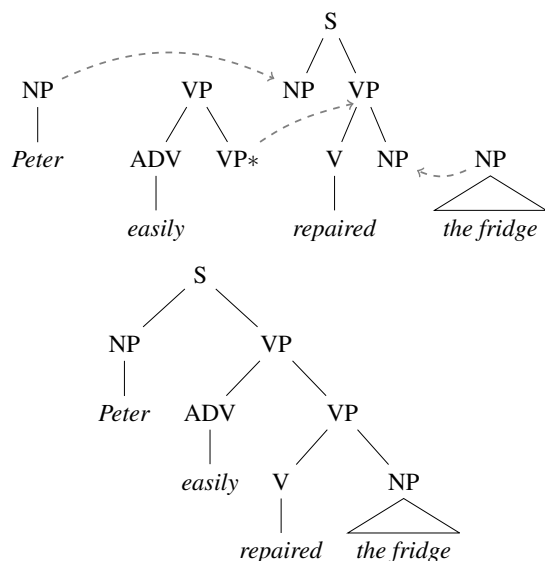 S
NP VP NP VP
Peter ADV VP* V NP NP
easily repaired the fridge
S
NP VP
Peter ADV VP
easily V NP
repaired the fridge